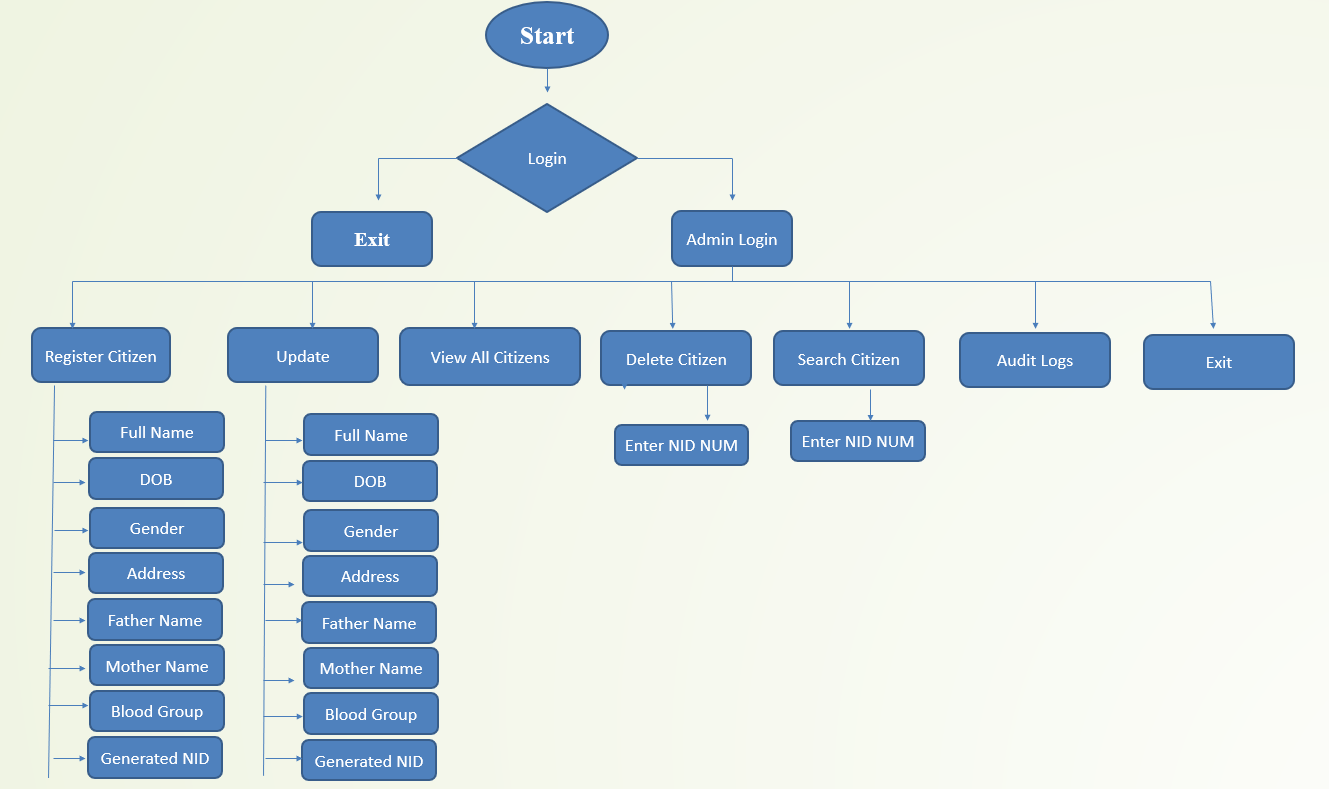 Start
Login
Exit
Admin Login
Register Citizen
Update
View All Citizens
Delete Citizen
Search Citizen
Audit Logs
Exit
Full Name
DOB
Gender
Address
Father Name
Mother Name
Blood Group
Generated NID
Full Name
DOB
Gender
Address
Father Name
Mother Name
Blood Group
Generated NID
Enter NID NUM
Enter NID NUM